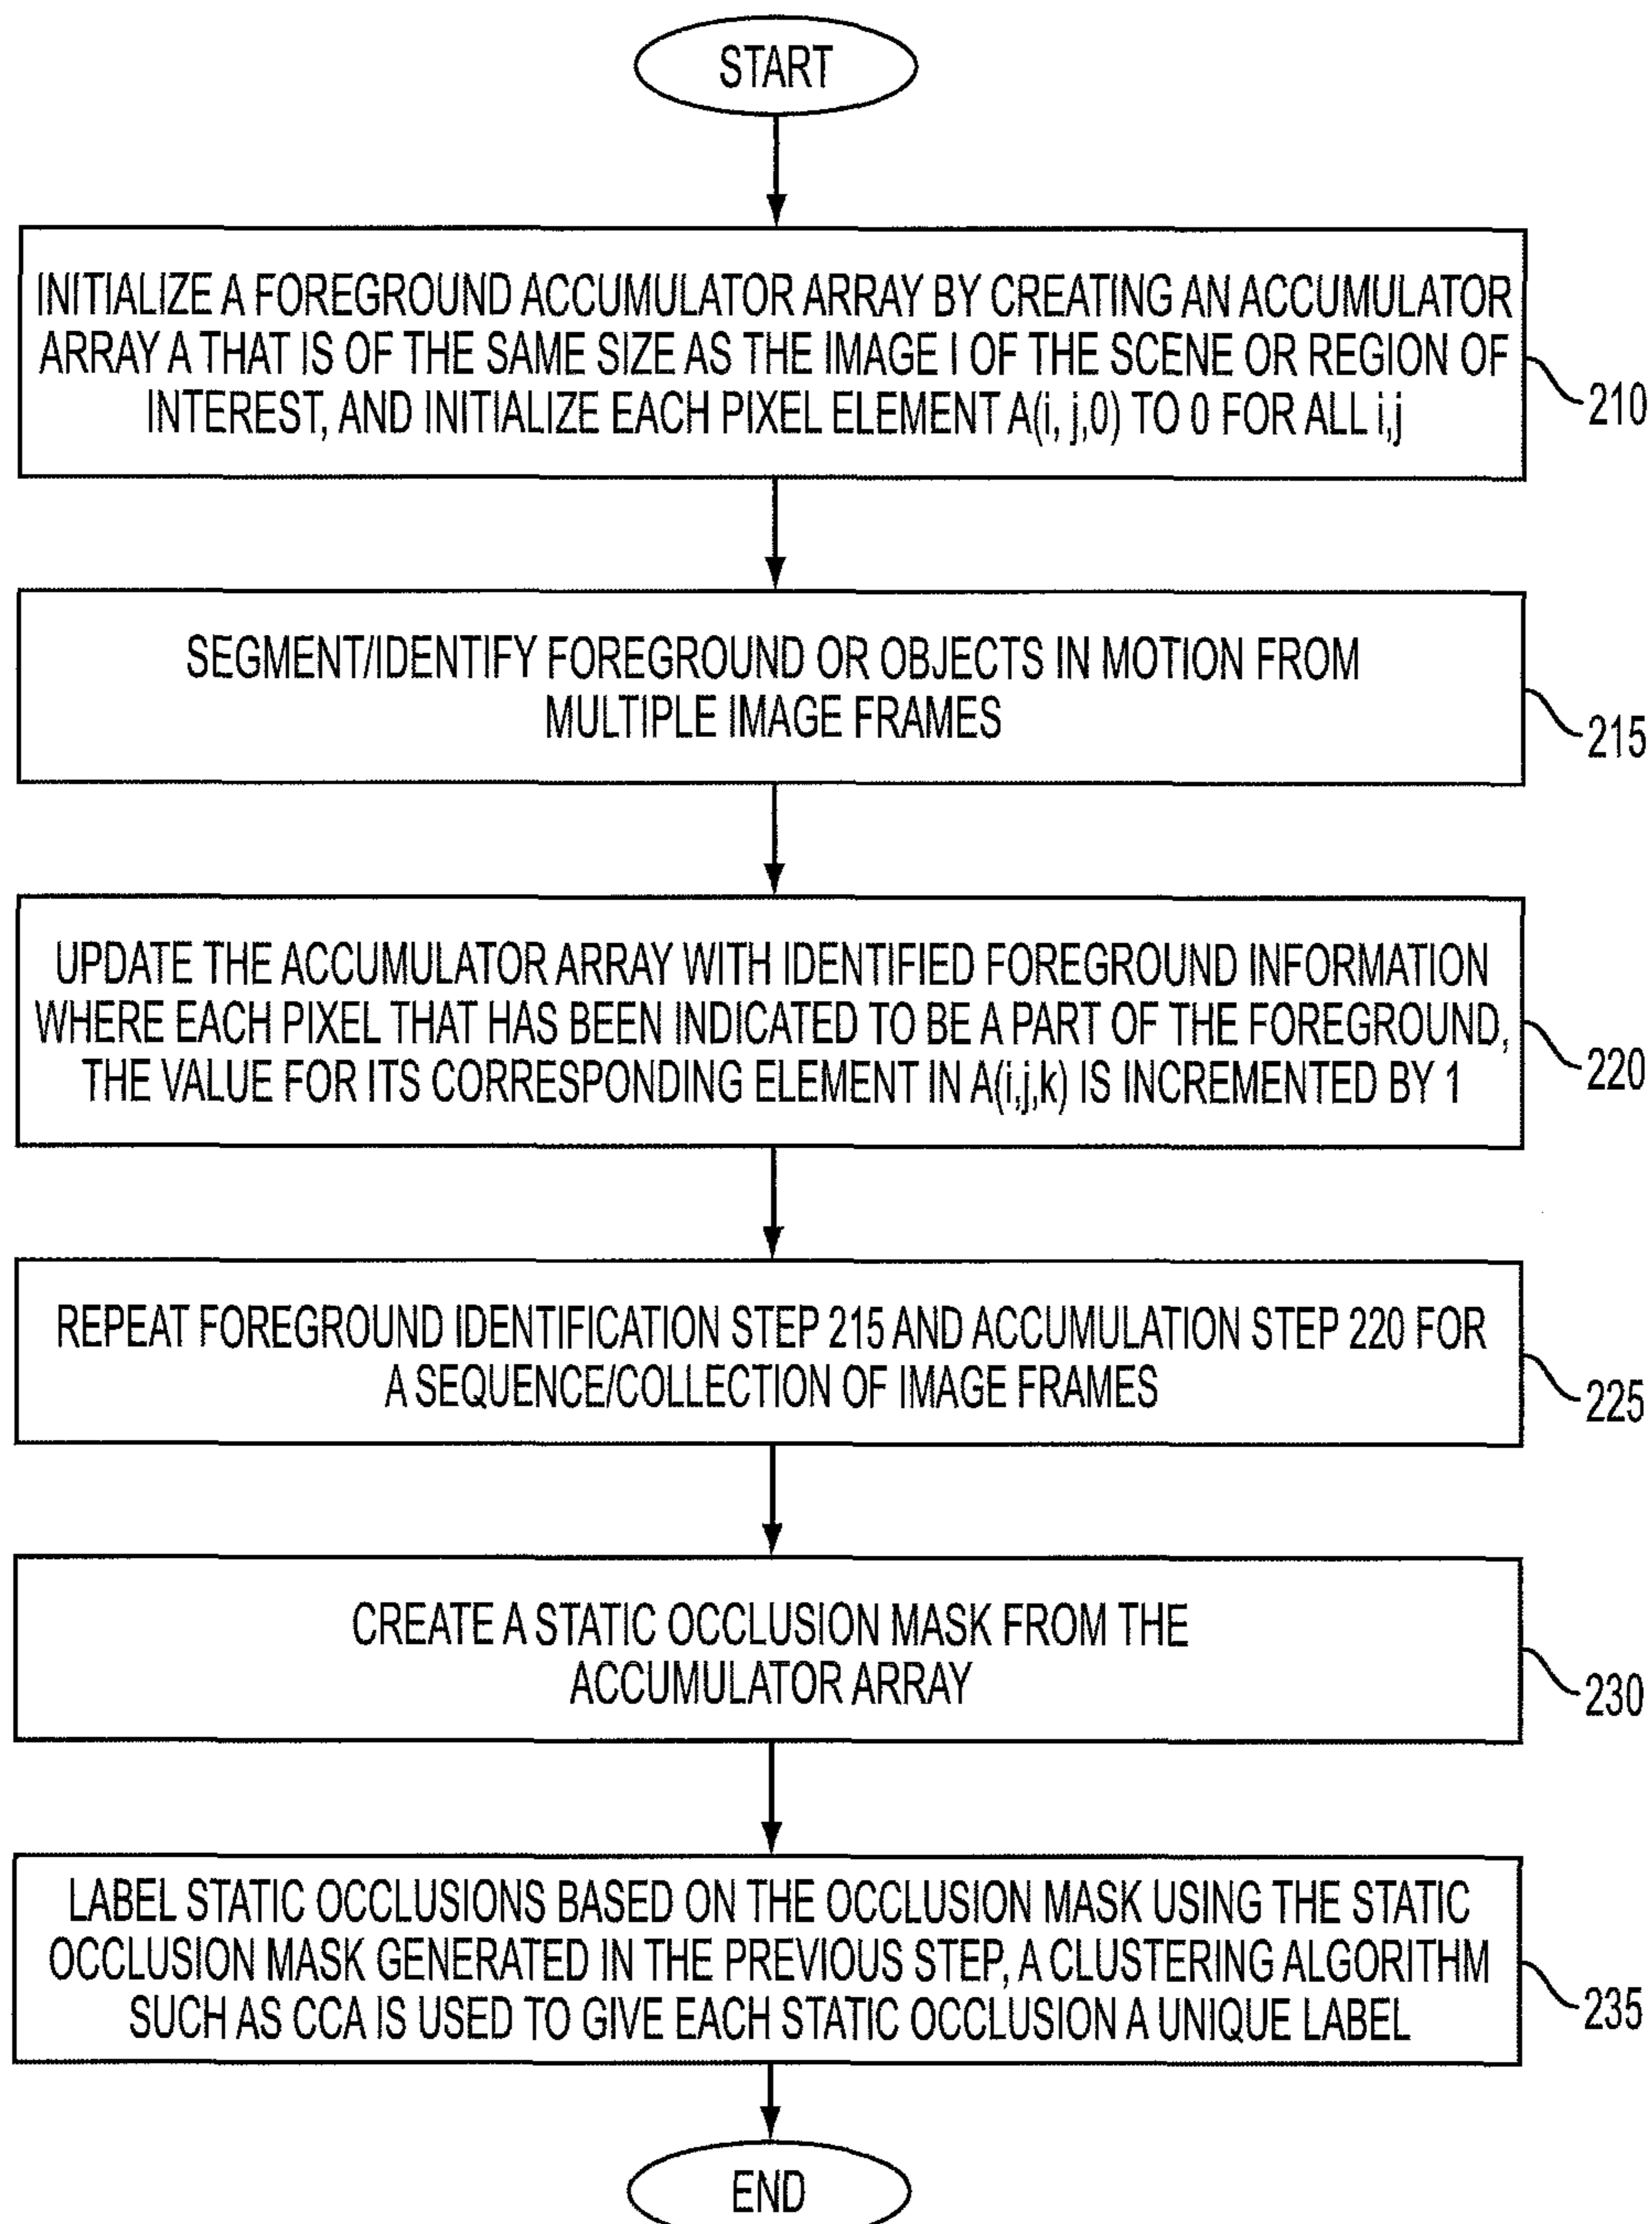 START
INITIALIZE A FOREGROUND ACCUMULATOR ARRAY BY CREATING AN ACCUMULATOR
ARRAY A THAT IS OF THE SAME SIZE AS THE IMAGE I OF THE SCENE OR REGION OF
INTEREST, AND INITIALIZE EACH PIXEL ELEMENT A(i, j,0) TO 0 FOR ALL i,j
210
SEGMENT/IDENTIFY FOREGROUND OR OBJECTS IN MOTION FROM
MULTIPLE IMAGE FRAMES
215
UPDATE THE ACCUMULATOR ARRAY WITH IDENTIFIED FOREGROUND INFORMATION
WHERE EACH PIXEL THAT HAS BEEN INDICATED TO BE A PART OF THE FOREGROUND,
THE VALUE FOR ITS CORRESPONDING ELEMENT IN A(i,j,k) IS INCREMENTED BY 1
220
REPEAT FOREGROUND IDENTIFICATION STEP 215 AND ACCUMULATION STEP 220 FOR
A SEQUENCE/COLLECTION OF IMAGE FRAMES
225
CREATE A STATIC OCCLUSION MASK FROM THE
ACCUMULATOR ARRAY
230
LABEL STATIC OCCLUSIONS BASED ON THE OCCLUSION MASK USING THE STATIC
OCCLUSION MASK GENERATED IN THE PREVIOUS STEP, A CLUSTERING ALGORITHM
SUCH AS CCA IS USED TO GIVE EACH STATIC OCCLUSION A UNIQUE LABEL
235
END